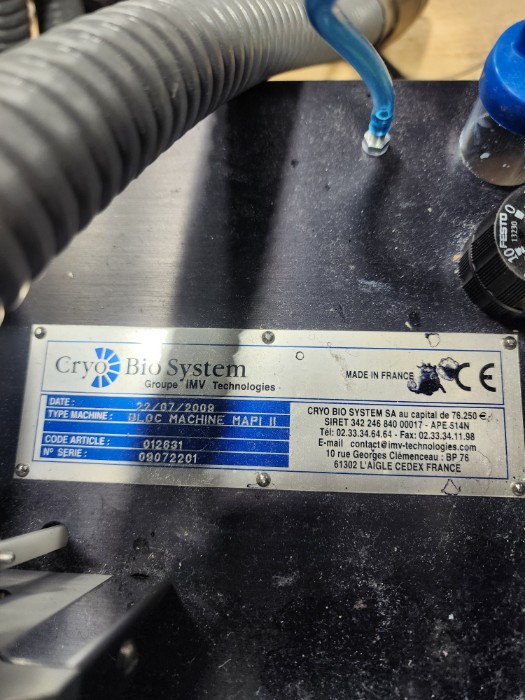 FESTO
13230
10
0
Cryo Bio System
Groupe IMV Technologies
MADE IN FRANCE CE
DATE : 22/07/2009
TYPE MACHINE : BLOC MACHINE MAPI II
CODE ARTICLE : 012631
N° SERIE : 09072201
CRYO BIO SYSTEM SA au capital de 76.250 €
SIRET 342 246 840 00017 - APE 514N
Tél: 02.33.34.64.64 - Fax: 02.33.34.11.98
E-mail contact@imv-technologies.com
10 rue Georges Clémenceau : BP 76
61302 L'AIGLE CEDEX FRANCE